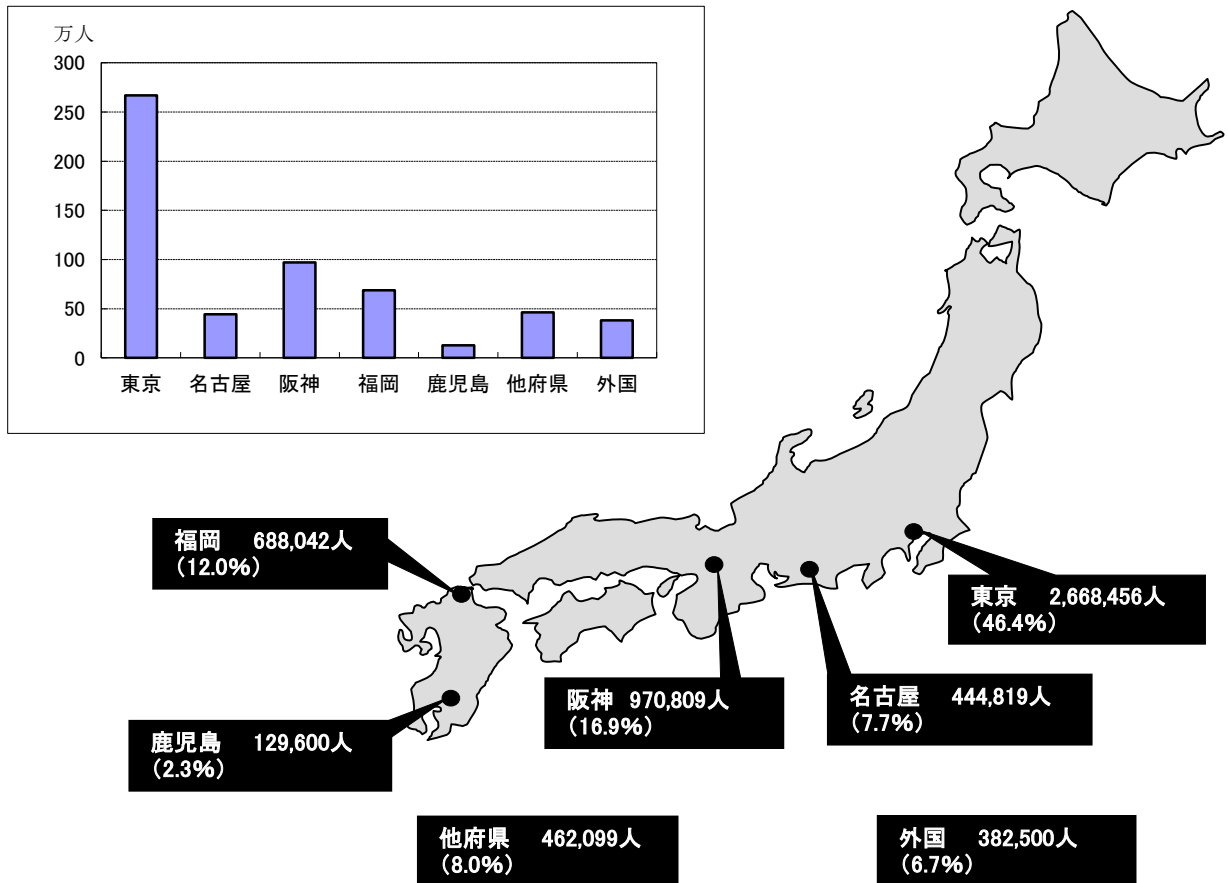 万人
300
250
200
150
100
50
0
東京 名古屋 阪神 福岡 鹿児島 他府県 外国
福岡 688,042人
(12.0%)
東京 2,668,456人
(46.4%)
阪神 970,809人
(16.9%)
名古屋 444,819人
(7.7%)
鹿児島 129,600人
(2.3%)
他府県 462,099人
(8.0%)
外国 382,500人
(6.7%)